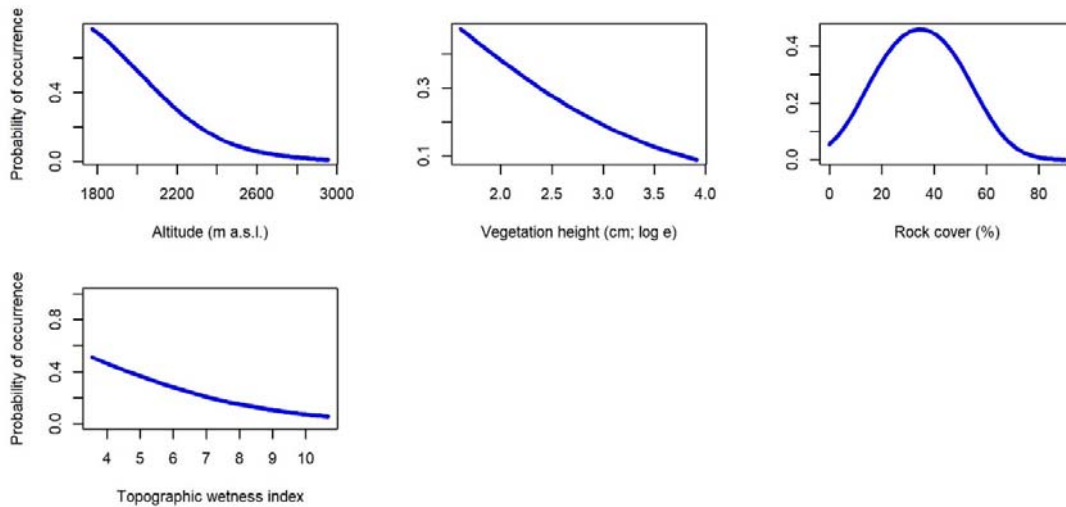 Probability of occurrence
0.0 0.4
1800 2200 2600 3000
Altitude (m a.s.l.)
0.1 0.3
2.0 2.5 3.0 3.5 4.0
Vegetation height (cm; log e)
0.0 0.2 0.4
0 20 40 60 80
Rock cover (%)
Probability of occurrence
0.0 0.4 0.8
4 5 6 7 8 9 10
Topographic wetness index